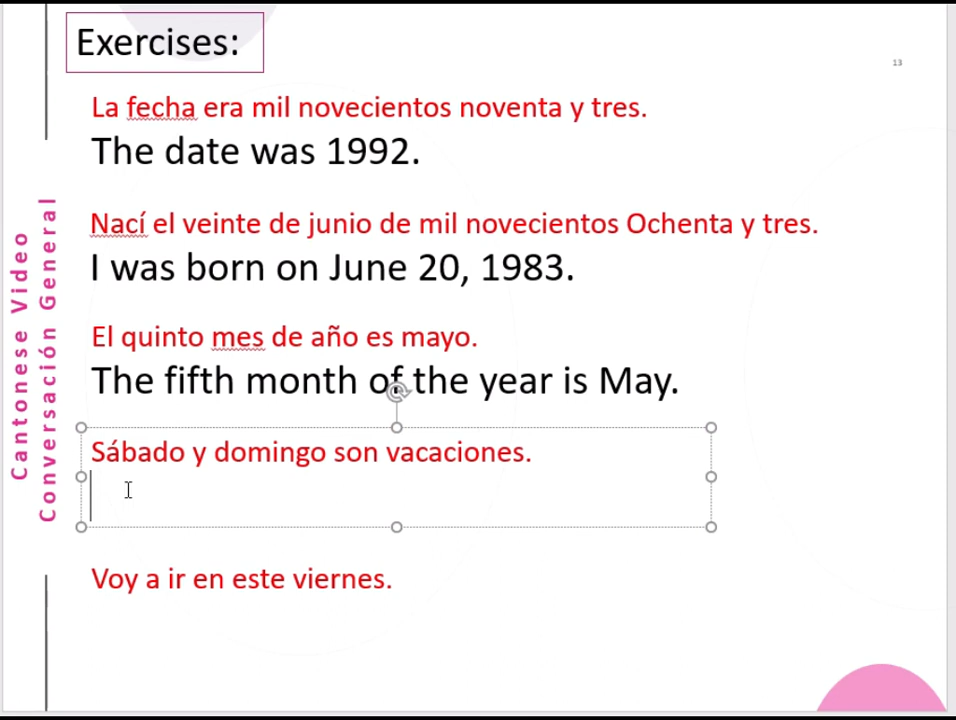 Exercises:
13
La fecha era mil novecientos noventa y tres.
The date was 1992.
Nací el veinte de junio de mil novecientos Ochenta y tres.
I was born on June 20, 1983.
El quinto mes de año es mayo.
The fifth month of the year is May.
Sábado y domingo son vacaciones.
Voy a ir en este viernes.
Cantonese Video
Conversación General